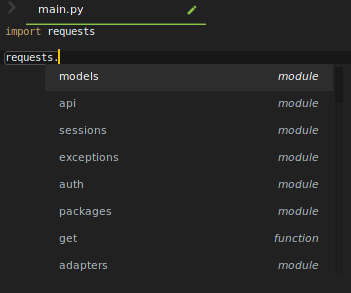 main.py
import requests
requests.
models module
api module
sessions module
exceptions module
auth module
packages module
get function
adapters module